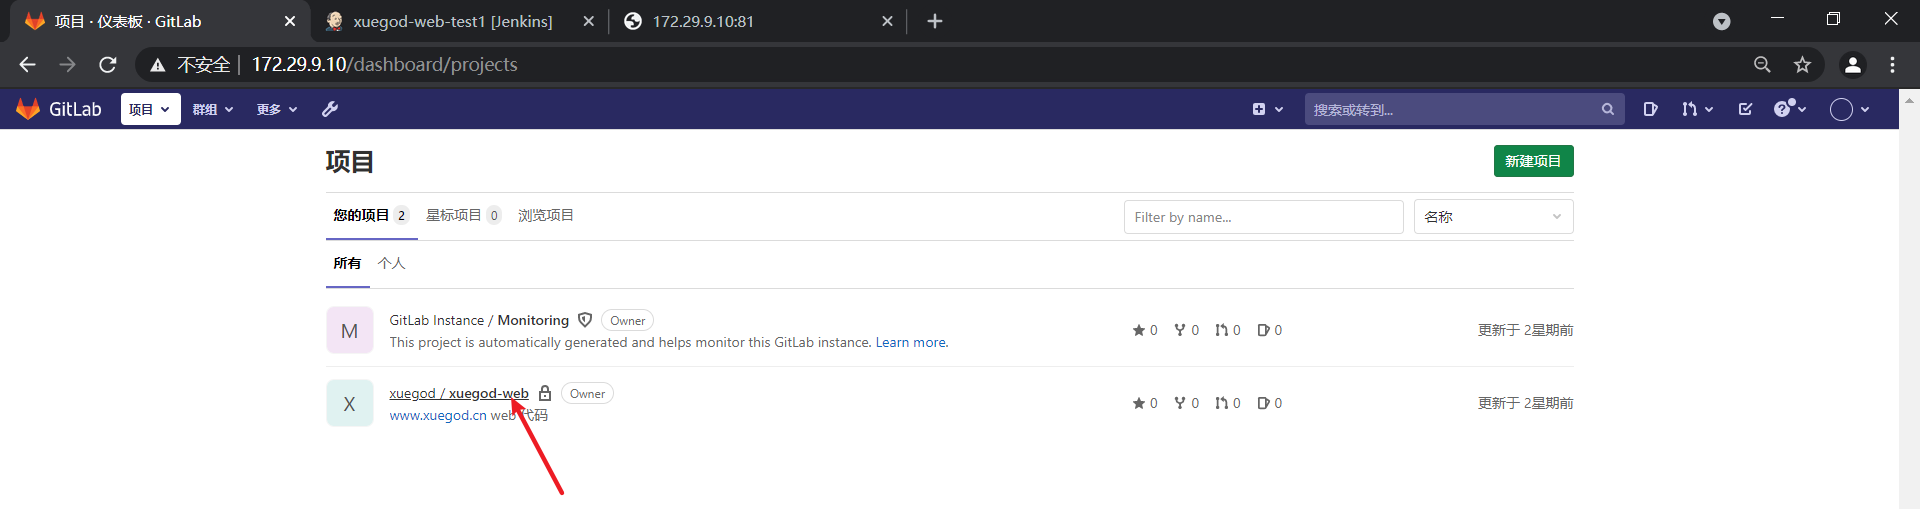 项目 · 仪表板 · GitLab
xuegod-web-test1 [Jenkins]
172.29.9.10:81
不安全 | 172.29.9.10/dashboard/projects
GitLab 项目 群组 更多 搜索或转到...
项目 新建项目
您的项目 2 星标项目 0 浏览项目 Filter by name... 名称
所有 个人
M GitLab Instance / Monitoring Owner 0 0 0 0 更新于 2星期前
This project is automatically generated and helps monitor this GitLab instance. Learn more.
X xuegod / xuegod-web Owner 0 0 0 0 更新于 2星期前
www.xuegod.cn web 代码